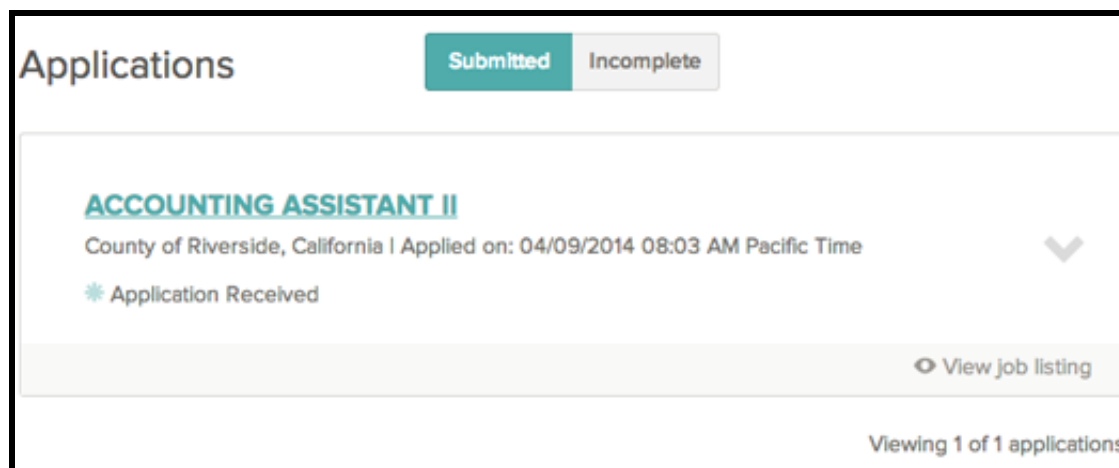 Applications
Submitted
Incomplete
ACCOUNTING ASSISTANT II
County of Riverside, California | Applied on: 04/09/2014 08:03 AM Pacific Time
Application Received
View job listing
Viewing 1 of 1 applications